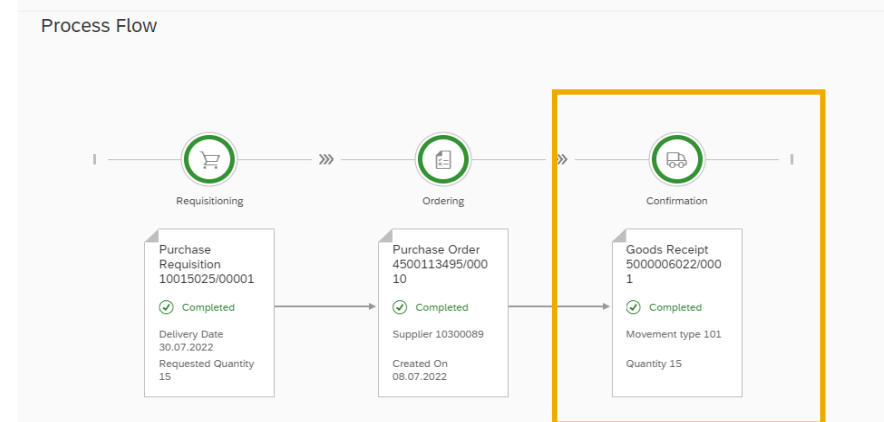 Process Flow
Requisitioning
Ordering
Confirmation
Purchase
Requisition
10015025/00001
Completed
Delivery Date
30.07.2022
Requested Quantity
15
Purchase Order
4500113495/000
10
Completed
Supplier 10300089
Created On
08.07.2022
Goods Receipt
5000006022/000
1
Completed
Movement type 101
Quantity 15